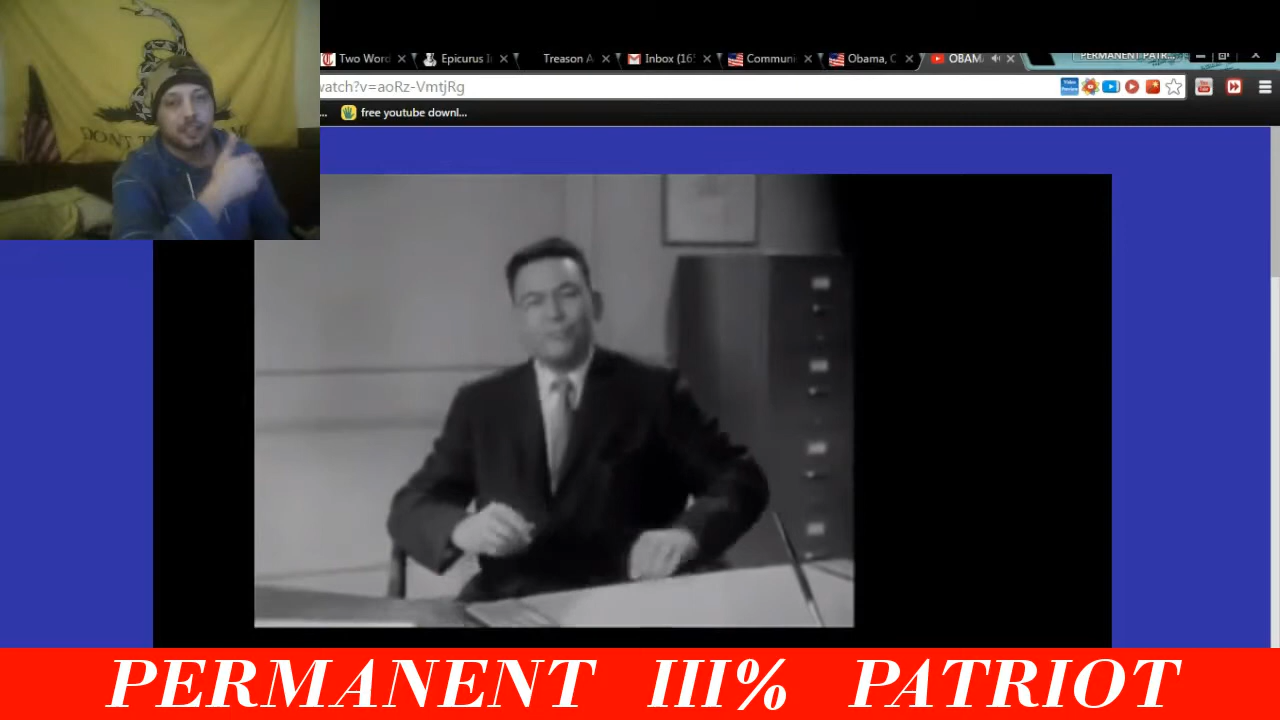 Two Word
Epicurus I
Treason A
Inbox (16
Communi
Obama, C
OBAM
PERMANENT PATR...
watch?v=aoRz-VmtjRg
...
free youtube downl...
DON'T
PERMANENT III% PATRIOT